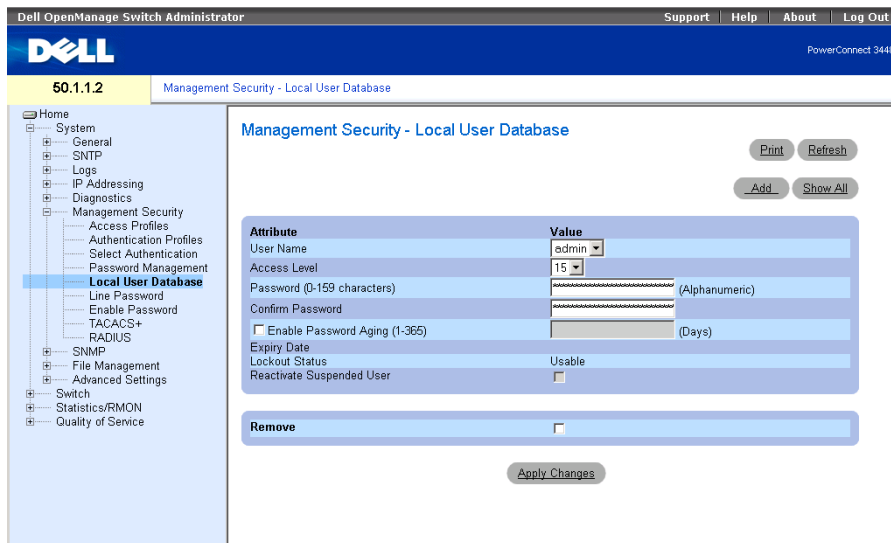 Dell OpenManage Switch Administrator
Support | Help | About | Log Out
DELL
PowerConnect 3448
50.1.1.2
Management Security - Local User Database
Home
System
General
SNTP
Logs
IP Addressing
Diagnostics
Management Security
Access Profiles
Authentication Profiles
Select Authentication
Password Management
Local User Database
Line Password
Enable Password
TACACS+
RADIUS
SNMP
File Management
Advanced Settings
Switch
Statistics/RMON
Quality of Service
Management Security - Local User Database
Print Refresh
Add Show All
Attribute Value
User Name admin
Access Level 15
Password (0-159 characters) (Alphanumeric)
Confirm Password
Enable Password Aging (1-365) (Days)
Expiry Date
Lockout Status Usable
Reactivate Suspended User
Remove
Apply Changes